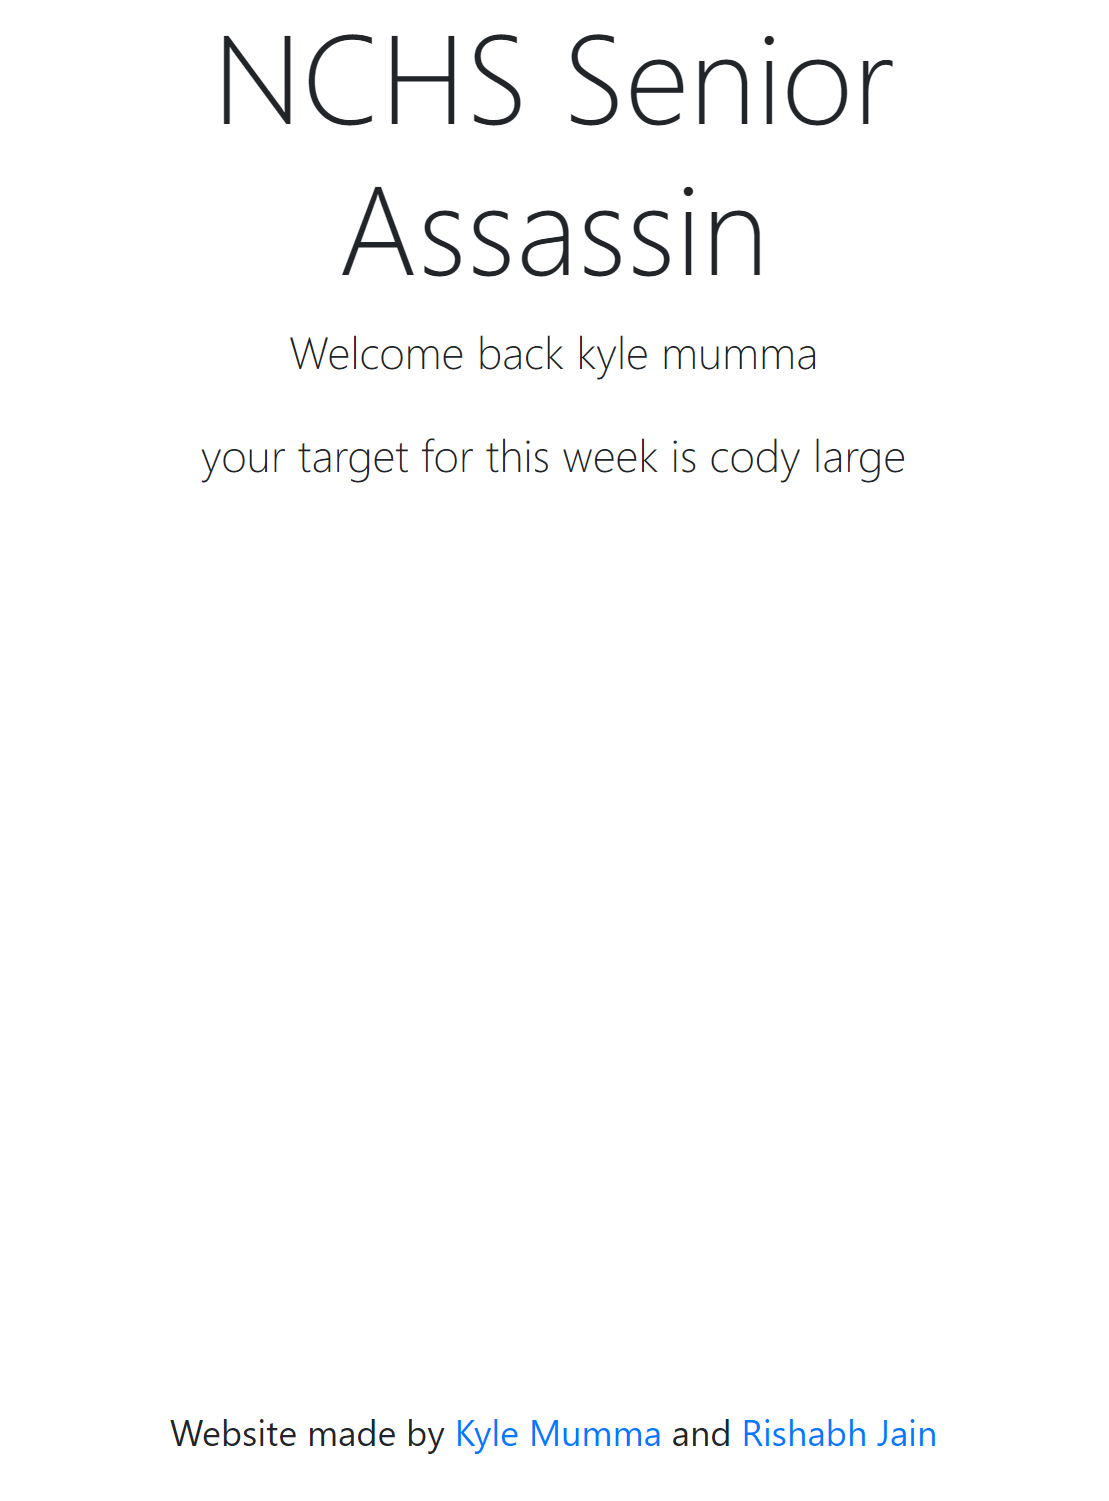 NCHS Senior
Assassin
Welcome back kyle mumma
your target for this week is cody large
Website made by Kyle Mumma and Rishabh Jain